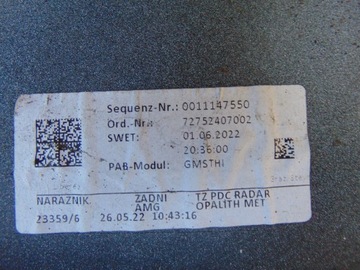 Sequenz-Nr.: 0011147550
Ord.-Nr.: 72752407002
SWET: 01.06.2022
20:36:00
PAB-Modul: GMSTHI
NARAZNIK ZADNI TZ PDC RADAR
AMG OPALITH MET
23359/6 26.05.22 10:43:16